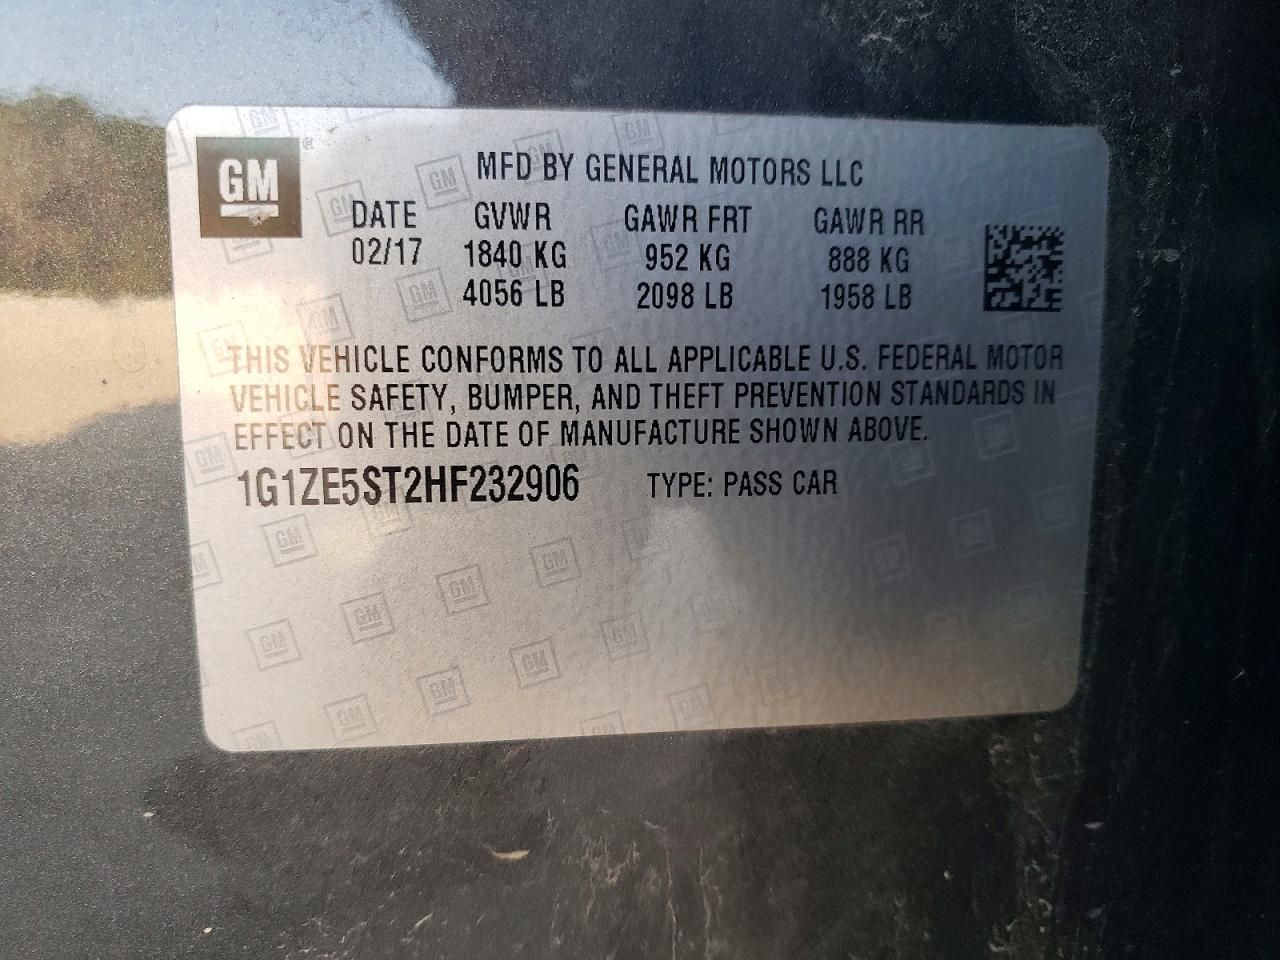 GM ®
MFD BY GENERAL MOTORS LLC
DATE GVWR GAWR FRT GAWR RR
02/17 1840 KG 952 KG 888 KG
4056 LB 2098 LB 1958 LB
THIS VEHICLE CONFORMS TO ALL APPLICABLE U.S. FEDERAL MOTOR
VEHICLE SAFETY, BUMPER, AND THEFT PREVENTION STANDARDS IN
EFFECT ON THE DATE OF MANUFACTURE SHOWN ABOVE.
1G1ZE5ST2HF232906 TYPE: PASS CAR